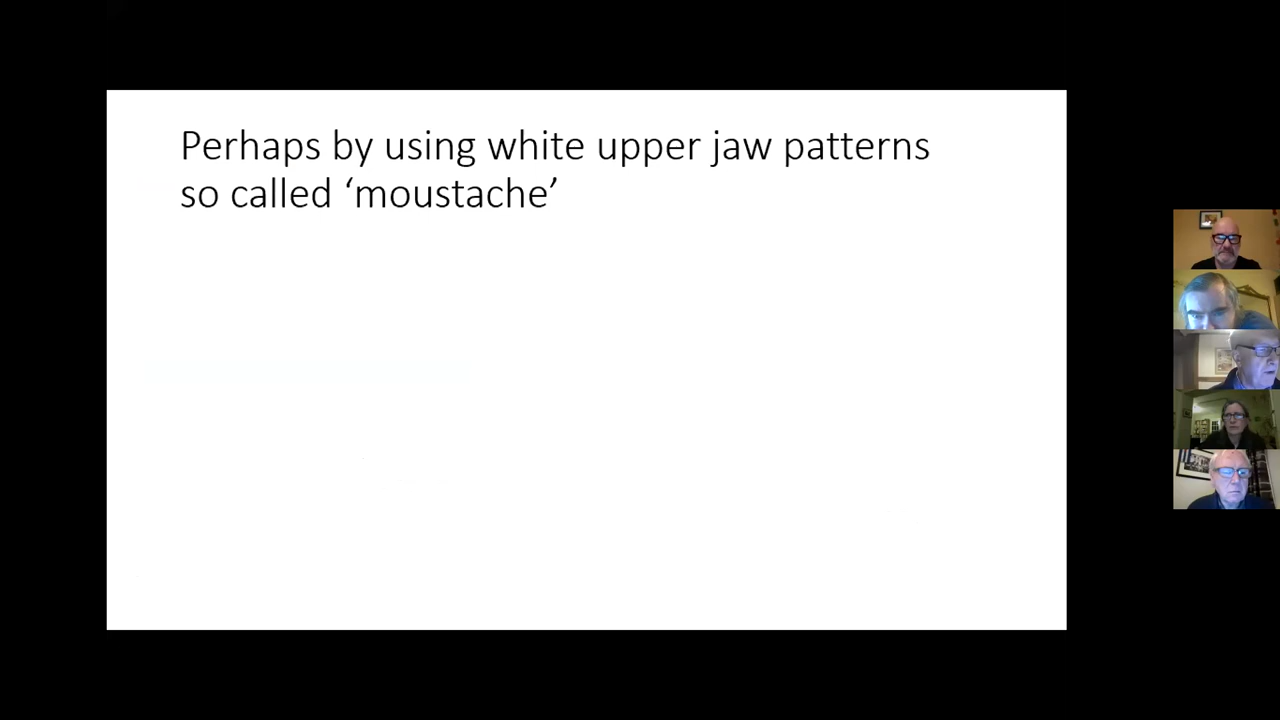 Perhaps by using white upper jaw patterns
so called ‘moustache’